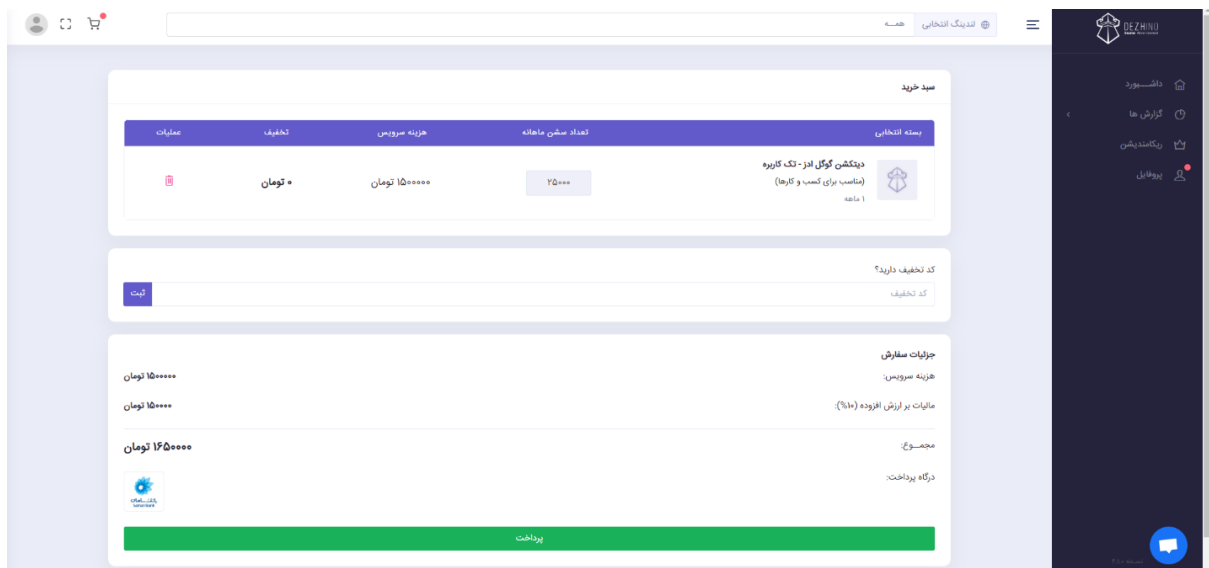 DEZHINO
لندینگ انتخابی
همــه
داشــــبورد
گزارش ها
ریکامندیشن
پروفایل
سبد خرید
بسته انتخابی
تعداد سشن ماهانه
هزینه سرویس
تخفیف
عملیات
دیتکشن گوگل ادز - تک کاربره
(مناسب برای کسب و کارها)
۱ ماهه
۲۵۰۰۰
۱۵۰۰۰۰۰ تومان
۰ تومان
کد تخفیف دارید؟
کد تخفیف
ثبت
جزئیات سفارش
هزینه سرویس:
۱۵۰۰۰۰۰ تومان
مالیات بر ارزش افزوده (۱۰%):
۱۵۰۰۰۰ تومان
مجمــوع:
۱۶۵۰۰۰۰ تومان
درگاه پرداخت:
پرداخت